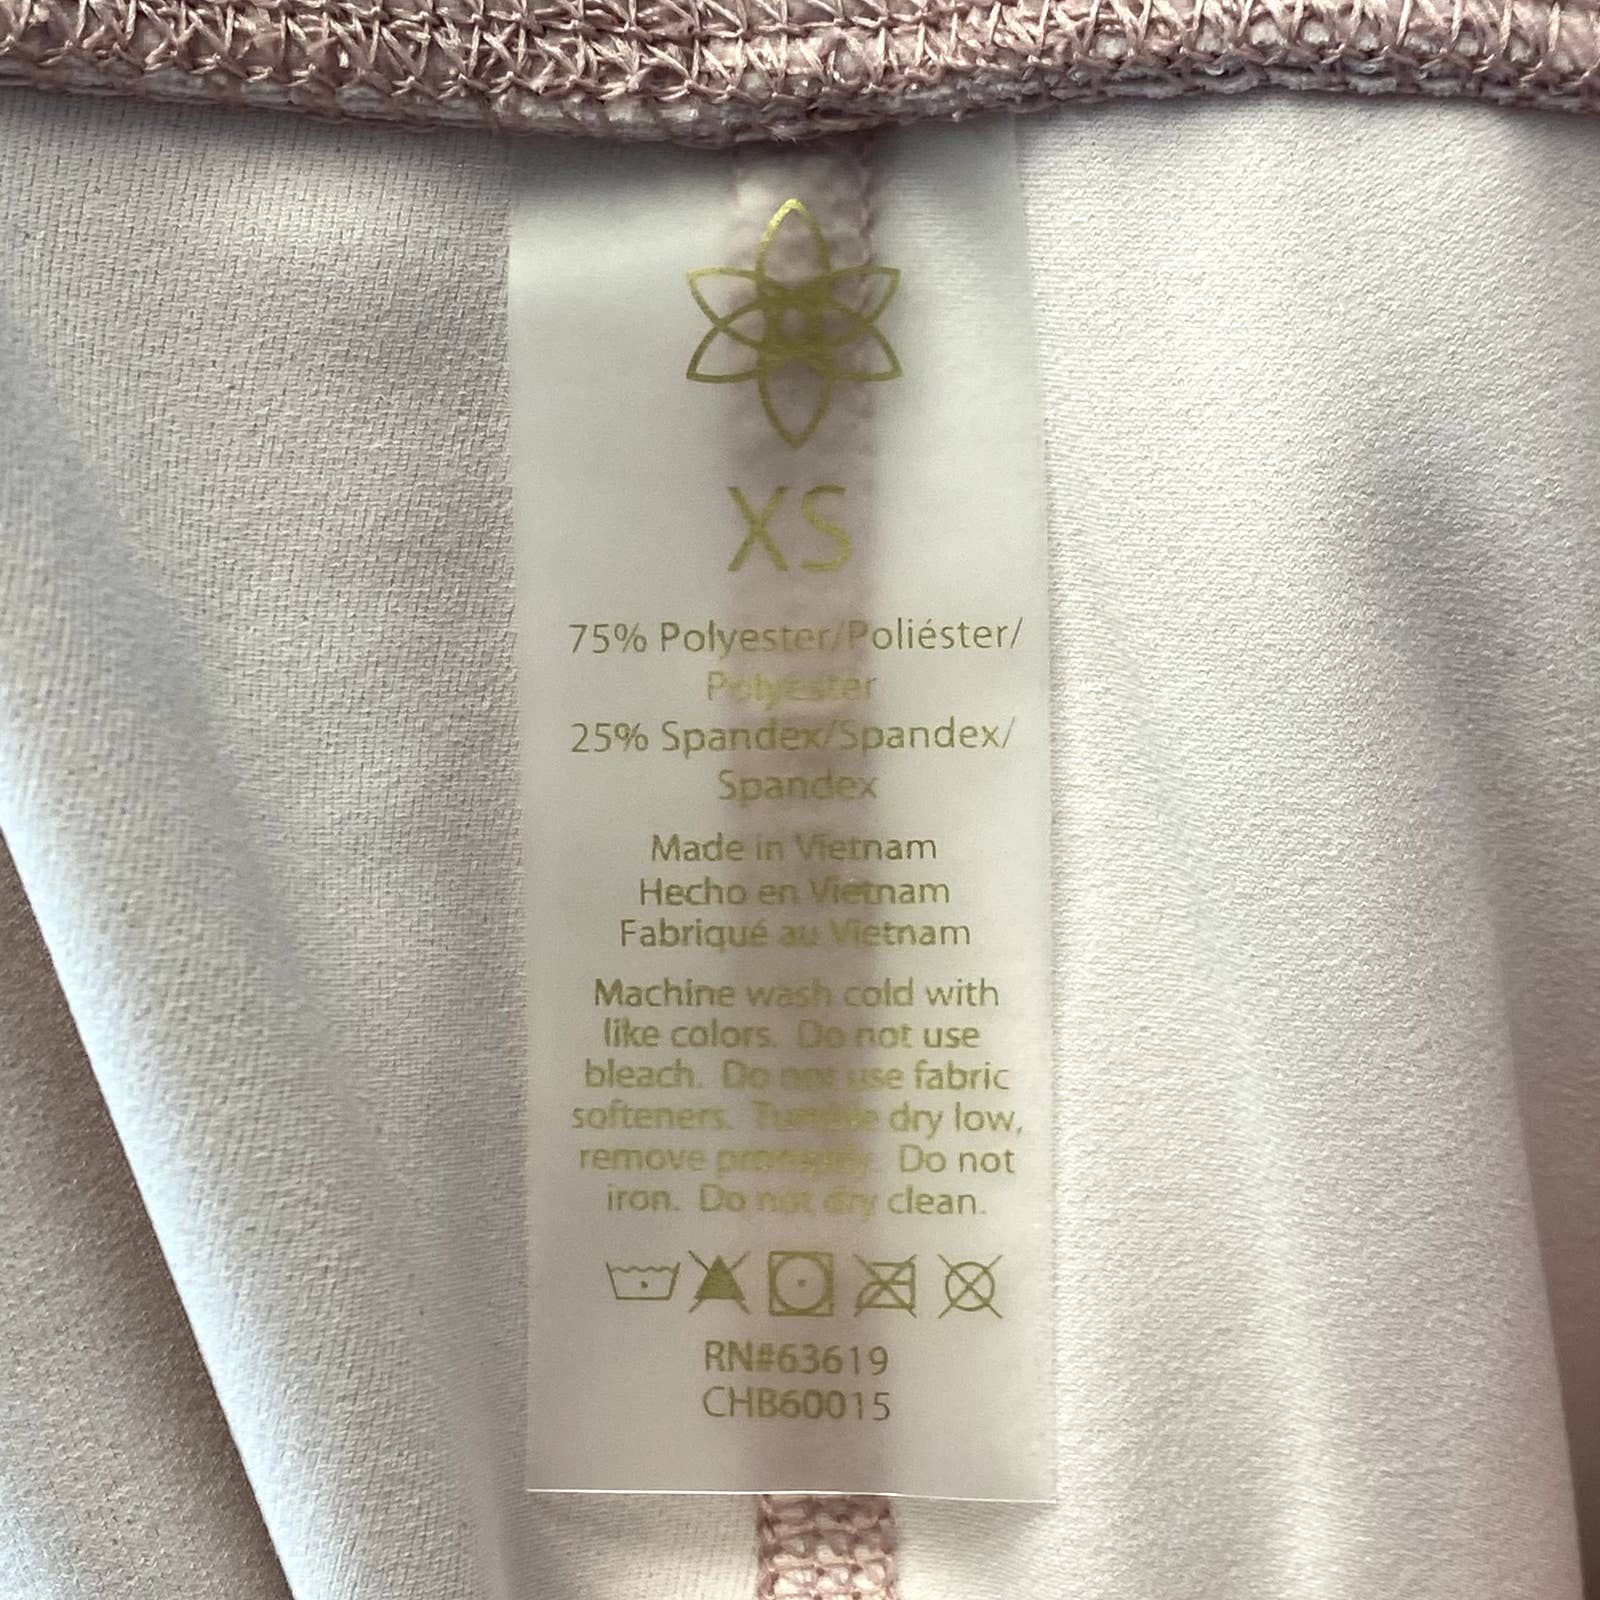 XS
75% Polyester/Poliéster/
Polyester
25% Spandex/Spandex/
Spandex
Made in Vietnam
Hecho en Vietnam
Fabriqué au Vietnam
Machine wash cold with
like colors. Do not use
bleach. Do not use fabric
softeners. Tumble dry low,
remove promptly. Do not
iron. Do not dry clean.
RN#63619
CHB60015